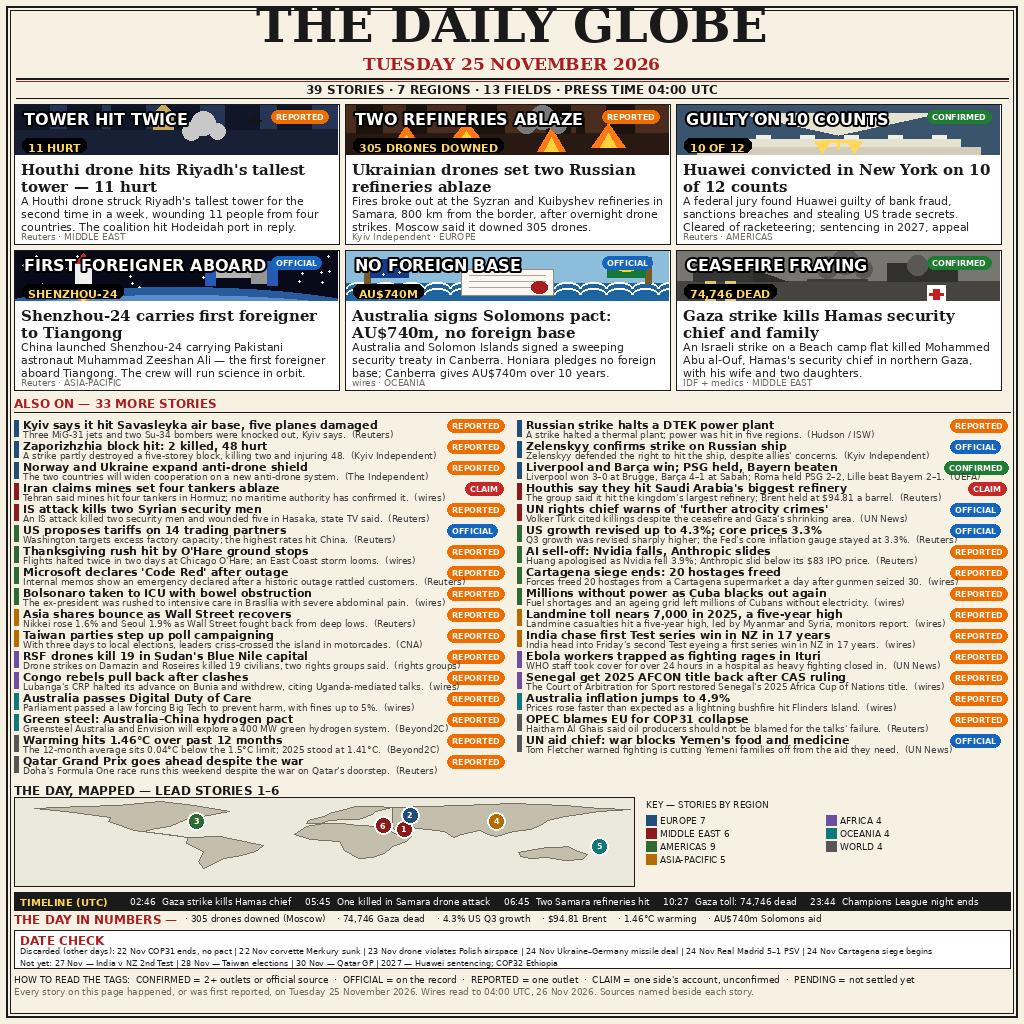 THE DAILY GLOBE
TUESDAY 25 NOVEMBER 2026
39 STORIES · 7 REGIONS · 13 FIELDS · PRESS TIME 04:00 UTC
TOWER HIT TWICE
REPORTED
11 HURT
Houthi drone hits Riyadh's tallest
tower — 11 hurt
A Houthi drone struck Riyadh's tallest tower for the
second time in a week, wounding 11 people from four
countries. The coalition hit Hodeidah port in reply.
Reuters · MIDDLE EAST
TWO REFINERIES ABLAZE
REPORTED
305 DRONES DOWNED
Ukrainian drones set two Russian
refineries ablaze
Fires broke out at the Syzran and Kuibyshev refineries in
Samara, 800 km from the border, after overnight drone
strikes. Moscow said it downed 305 drones.
Kyiv Independent · EUROPE
GUILTY ON 10 COUNTS
CONFIRMED
10 OF 12
Huawei convicted in New York on 10
of 12 counts
A federal jury found Huawei guilty of bank fraud,
sanctions breaches and stealing US trade secrets.
Cleared of racketeering; sentencing in 2027, appeal
Reuters · AMERICAS
FIRST FOREIGNER ABOARD
OFFICIAL
SHENZHOU-24
Shenzhou-24 carries first foreigner
to Tiangong
China launched Shenzhou-24 carrying Pakistani
astronaut Muhammad Zeeshan Ali — the first foreigner
aboard Tiangong. The crew will run science in orbit.
Reuters · ASIA-PACIFIC
NO FOREIGN BASE
OFFICIAL
AU$740M
Australia signs Solomons pact:
AU$740m, no foreign base
Australia and Solomon Islands signed a sweeping
security treaty in Canberra. Honiara pledges no foreign
base; Canberra gives AU$740m over 10 years.
wires · OCEANIA
CEASEFIRE FRAYING
CONFIRMED
74,746 DEAD
Gaza strike kills Hamas security
chief and family
An Israeli strike on a Beach camp flat killed Mohammed
Abu al-Ouf, Hamas's security chief in northern Gaza,
with his wife and two daughters.
IDF + medics · MIDDLE EAST
ALSO ON — 33 MORE STORIES
Kyiv says it hit Savasleyka air base, five planes damaged
REPORTED
Three MiG-31 jets and two Su-34 bombers were knocked out, Kyiv says. (Reuters)
Zaporizhzhia block hit: 2 killed, 48 hurt
REPORTED
A strike partly destroyed a five-storey block, killing two and injuring 48. (Kyiv Independent)
Norway and Ukraine expand anti-drone shield
REPORTED
The two countries will widen cooperation on a new anti-drone system. (The Independent)
Iran claims mines set four tankers ablaze
CLAIM
Tehran said mines hit four tankers in Hormuz; no maritime authority has confirmed it. (wires)
IS attack kills two Syrian security men
REPORTED
An IS attack killed two security men and wounded five in Hasaka, state TV said. (Reuters)
US proposes tariffs on 14 trading partners
OFFICIAL
Washington targets excess factory capacity; the highest rates hit China. (Reuters)
Thanksgiving rush hit by O'Hare ground stops
REPORTED
Flights halted twice in two days at Chicago O'Hare; an East Coast storm looms. (wires)
Microsoft declares 'Code Red' after outage
REPORTED
Internal memos show an emergency declared after a historic outage rattled customers. (Reuters)
Bolsonaro taken to ICU with bowel obstruction
REPORTED
The ex-president was rushed to intensive care in Brasília with severe abdominal pain. (wires)
Asia shares bounce as Wall Street recovers
REPORTED
Nikkei rose 1.6% and Seoul 1.9% as Wall Street fought back from deep lows. (Reuters)
Taiwan parties step up poll campaigning
REPORTED
With three days to local elections, leaders criss-crossed the island in motorcades. (CNA)
RSF drones kill 19 in Sudan's Blue Nile capital
REPORTED
Drone strikes on Damazin and Roseires killed 19 civilians, two rights groups said. (rights groups)
Congo rebels pull back after clashes
REPORTED
Lubanga's CRP halted its advance on Bunia and withdrew, citing Uganda-mediated talks. (wires)
Australia passes Digital Duty of Care
REPORTED
Parliament passed a law forcing Big Tech to prevent harm, with fines up to 5%. (wires)
Green steel: Australia–China hydrogen pact
REPORTED
Greensteel Australia and Envision will explore a 400 MW green hydrogen system. (Beyond2C)
Warming hits 1.46°C over past 12 months
REPORTED
The 12-month average sits 0.04°C below the 1.5°C limit; 2025 stood at 1.41°C. (Beyond2C)
Qatar Grand Prix goes ahead despite the war
REPORTED
Doha's Formula One race runs this weekend despite the war on Qatar's doorstep. (Reuters)
Russian strike halts a DTEK power plant
REPORTED
A strike halted a thermal plant; power was hit in five regions. (Hudson / ISW)
Zelenskyy confirms strike on Russian ship
OFFICIAL
Zelenskyy defended the right to hit the ship, despite allies' concerns. (Kyiv Independent)
Liverpool and Barça win; PSG held, Bayern beaten
CONFIRMED
Liverpool won 3–0 at Brugge, Barça 4–1 at Sabah; Roma held PSG 2–2, Lille beat Bayern 2–1. (UEFA)
Houthis say they hit Saudi Arabia's biggest refinery
CLAIM
The group said it hit the kingdom's largest refinery; Brent held at $94.81 a barrel. (Reuters)
UN rights chief warns of 'further atrocity crimes'
OFFICIAL
Volker Türk cited killings despite the ceasefire and Gaza's shrinking area. (UN News)
US growth revised up to 4.3%; core prices 3.3%
OFFICIAL
Q3 growth was revised sharply higher; the Fed's core inflation gauge stayed at 3.3%. (Reuters)
AI sell-off: Nvidia falls, Anthropic slides
REPORTED
Huang apologised as Nvidia fell 3.9%; Anthropic slid below its $83 IPO price. (Reuters)
Cartagena siege ends: 20 hostages freed
REPORTED
Forces freed 20 hostages from a Cartagena supermarket a day after gunmen seized 30. (wires)
Millions without power as Cuba blacks out again
REPORTED
Fuel shortages and an ageing grid left millions of Cubans without electricity. (wires)
Landmine toll nears 7,000 in 2025, a five-year high
REPORTED
Landmine casualties hit a five-year high, led by Myanmar and Syria, monitors report. (wires)
India chase first Test series win in NZ in 17 years
REPORTED
India head into Friday's second Test eyeing a first series win in NZ in 17 years. (wires)
Ebola workers trapped as fighting rages in Ituri
REPORTED
WHO staff took cover for over 24 hours in a hospital as heavy fighting closed in. (UN News)
Senegal get 2025 AFCON title back after CAS ruling
REPORTED
The Court of Arbitration for Sport restored Senegal's 2025 Africa Cup of Nations title. (wires)
Australia inflation jumps to 4.9%
REPORTED
Prices rose faster than expected as a lightning bushfire hit Flinders Island. (wires)
OPEC blames EU for COP31 collapse
REPORTED
Haitham Al Ghais said oil producers should not be blamed for the talks' failure. (Reuters)
UN aid chief: war blocks Yemen's food and medicine
OFFICIAL
Tom Fletcher warned fighting is cutting Yemeni families off from the aid they need. (UN News)
THE DAY, MAPPED — LEAD STORIES 1–6
3
2
6
1
4
5
KEY — STORIES BY REGION
EUROPE 7
MIDDLE EAST 6
AMERICAS 9
ASIA-PACIFIC 5
AFRICA 4
OCEANIA 4
WORLD 4
TIMELINE (UTC) 02:46 Gaza strike kills Hamas chief 05:45 One killed in Samara drone attack 06:45 Two Samara refineries hit 10:27 Gaza toll: 74,746 dead 23:44 Champions League night ends
THE DAY IN NUMBERS — · 305 drones downed (Moscow) · 74,746 Gaza dead · 4.3% US Q3 growth · $94.81 Brent · 1.46°C warming · AU$740m Solomons aid
DATE CHECK
Discarded (other days): 22 Nov COP31 ends, no pact | 22 Nov corvette Merkury sunk | 23 Nov drone violates Polish airspace | 24 Nov Ukraine–Germany missile deal | 24 Nov Real Madrid 5–1 PSV | 24 Nov Cartagena siege begins
Not yet: 27 Nov — India v NZ 2nd Test | 28 Nov — Taiwan elections | 30 Nov — Qatar GP | 2027 — Huawei sentencing; COP32 Ethiopia
HOW TO READ THE TAGS: CONFIRMED = 2+ outlets or official source · OFFICIAL = on the record · REPORTED = one outlet · CLAIM = one side's account, unconfirmed · PENDING = not settled yet
Every story on this page happened, or was first reported, on Tuesday 25 November 2026. Wires read to 04:00 UTC, 26 Nov 2026. Sources named beside each story.